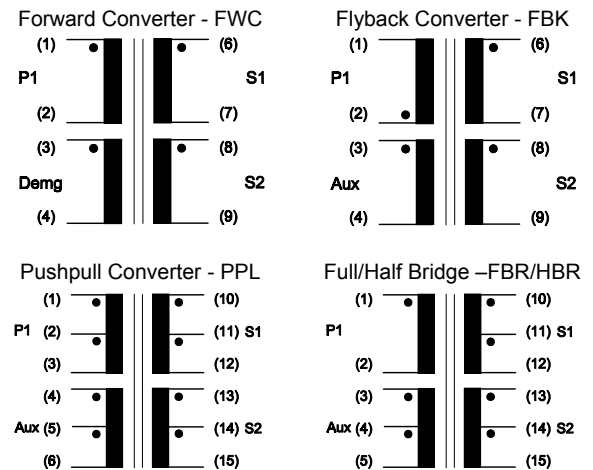 Forward Converter - FWC
(1) (6)
P1 S1
(2) (7)
(3) (8)
Demg S2
(4) (9)
Flyback Converter - FBK
(1) (6)
P1 S1
(2) (7)
(3) (8)
Aux S2
(4) (9)
Pushpull Converter - PPL
(1) (10)
P1 (2) (11) S1
(3) (12)
(4) (13)
Aux (5) (14) S2
(6) (15)
Full/Half Bridge –FBR/HBR
(1) (10)
P1 (11) S1
(2) (12)
(3) (13)
Aux (4) (14) S2
(5) (15)